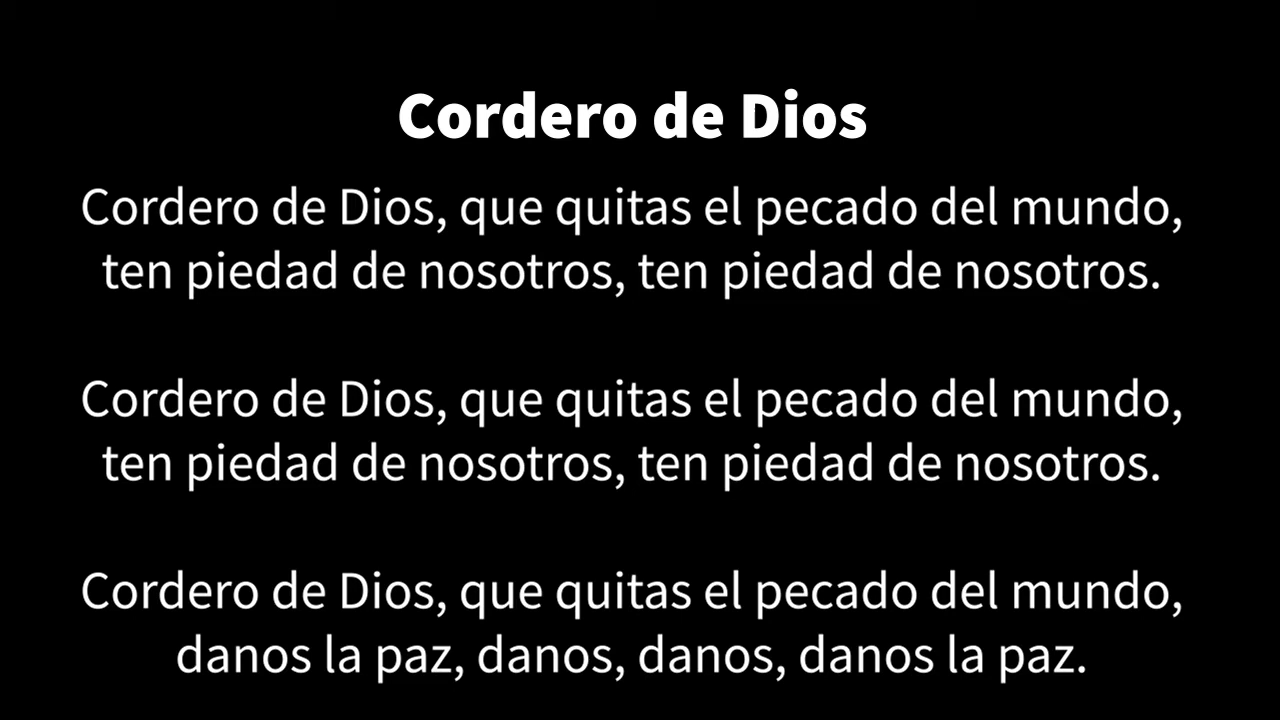 Cordero de Dios
Cordero de Dios, que quitas el pecado del mundo,
ten piedad de nosotros, ten piedad de nosotros.
Cordero de Dios, que quitas el pecado del mundo,
ten piedad de nosotros, ten piedad de nosotros.
Cordero de Dios, que quitas el pecado del mundo,
danos la paz, danos, danos, danos la paz.